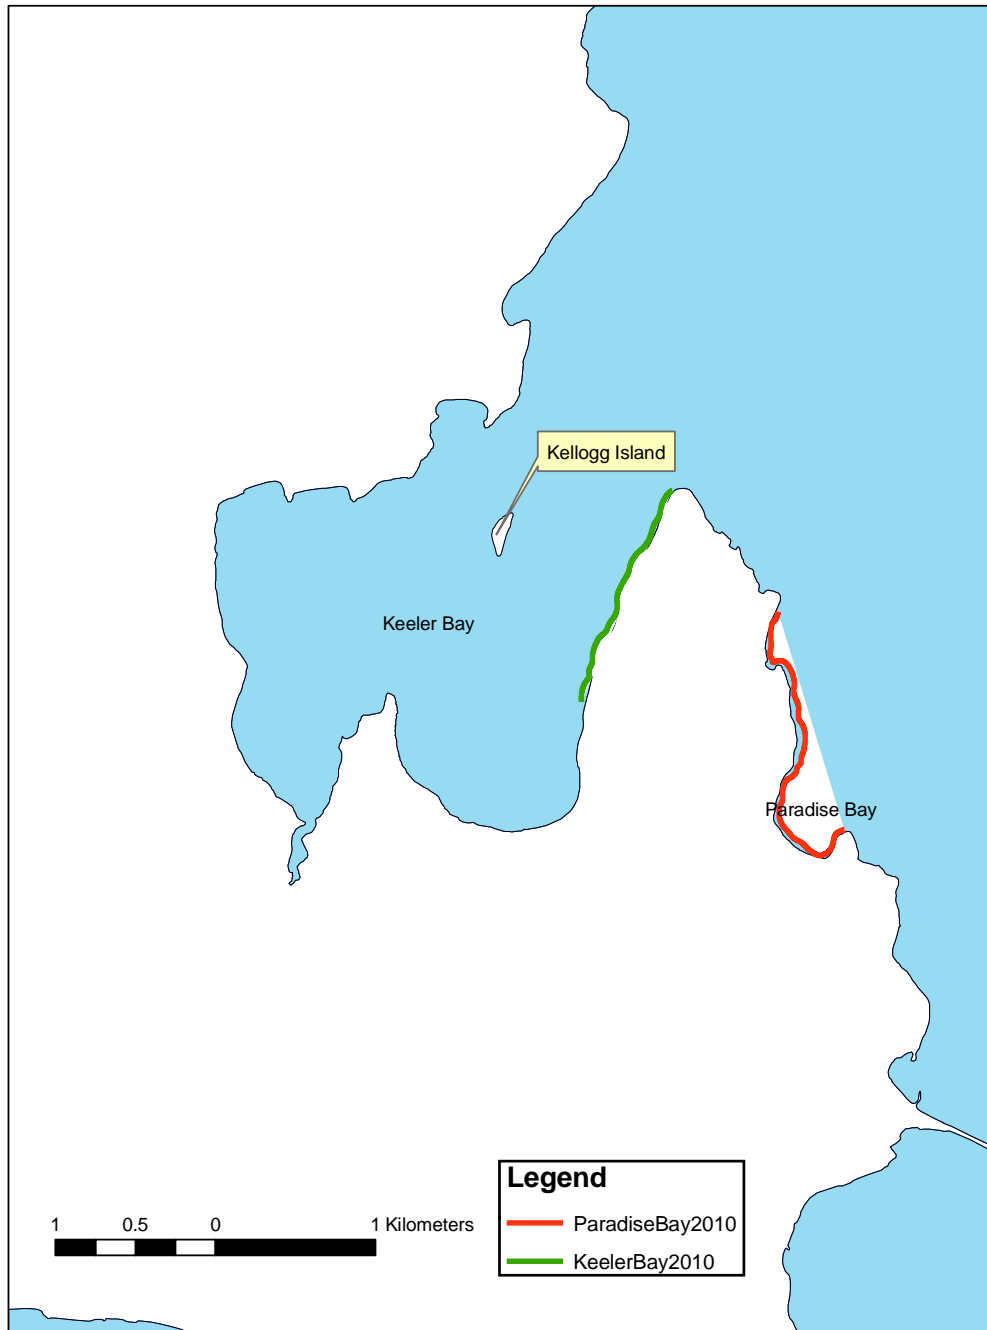 Kellogg Island
Keeler Bay
Paradise Bay
Legend
ParadiseBay2010
KeelerBay2010
1 0.5 0 1 Kilometers